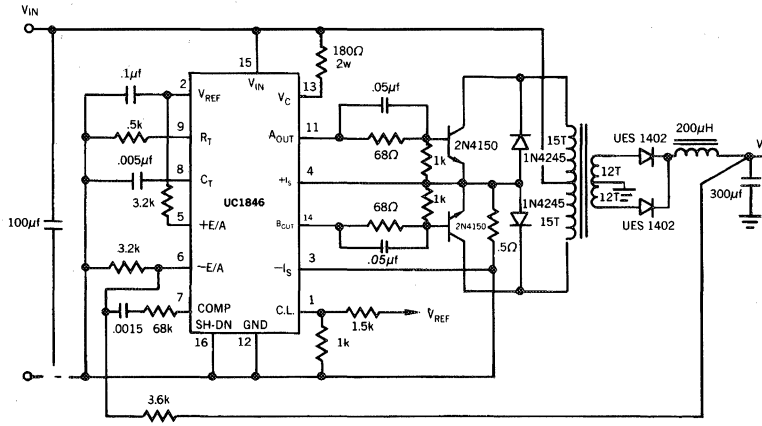 VIN
180Ω
2w
15
.1µf
2
VREF
VIN
VC
13
.05µf
.5k
9
RT
AOUT
11
68Ω
2N4150
1k
15T
1N4245
UES 1402
200µH
V
.005µf
8
CT
+IS
4
12T
12T
300µf
3.2k
UC1846
1k
1N4245
15T
UES 1402
100µf
5
+E/A
BOUT
14
68Ω
.05µf
2N4150
.5Ω
3.2k
6
−E/A
−IS
3
.0015
68k
7
COMP
C.L.
1
1.5k
VREF
SH-DN
GND
16
12
1k
3.6k